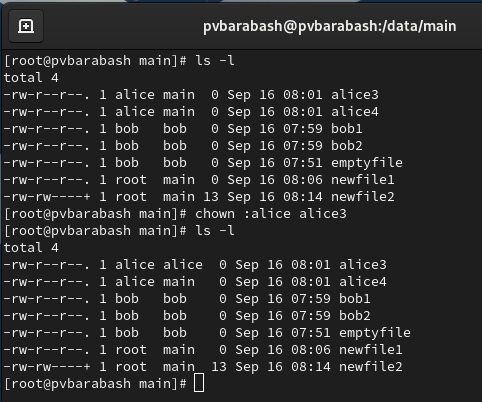 pvbarabash@pvbarabash:/data/main
[root@pvbarabash main]# ls -l
total 4
-rw-r--r--. 1 alice main  0 Sep 16 08:01 alice3
-rw-r--r--. 1 alice main  0 Sep 16 08:01 alice4
-rw-r--r--. 1 bob   bob   0 Sep 16 07:59 bob1
-rw-r--r--. 1 bob   bob   0 Sep 16 07:59 bob2
-rw-r--r--. 1 bob   bob   0 Sep 16 07:51 emptyfile
-rw-r--r--. 1 root  main  0 Sep 16 08:06 newfile1
-rw-rw----+ 1 root  main 13 Sep 16 08:14 newfile2
[root@pvbarabash main]# chown :alice alice3
[root@pvbarabash main]# ls -l
total 4
-rw-r--r--. 1 alice alice  0 Sep 16 08:01 alice3
-rw-r--r--. 1 alice main   0 Sep 16 08:01 alice4
-rw-r--r--. 1 bob   bob    0 Sep 16 07:59 bob1
-rw-r--r--. 1 bob   bob    0 Sep 16 07:59 bob2
-rw-r--r--. 1 bob   bob    0 Sep 16 07:51 emptyfile
-rw-r--r--. 1 root  main   0 Sep 16 08:06 newfile1
-rw-rw----+ 1 root  main  13 Sep 16 08:14 newfile2
[root@pvbarabash main]#